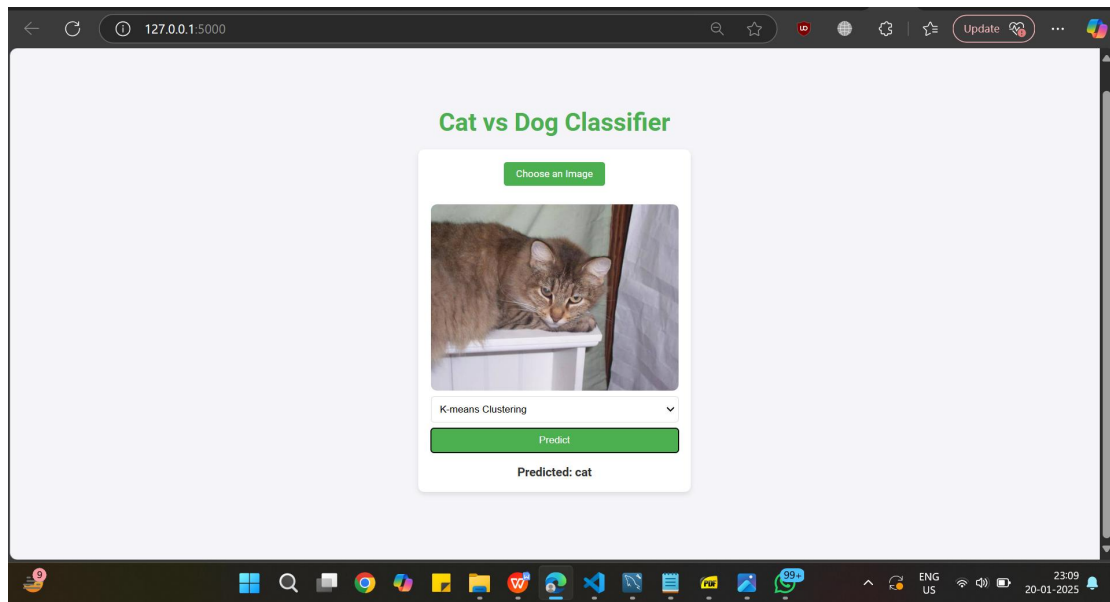 127.0.0.1:5000
Update
Cat vs Dog Classifier
Choose an Image
K-means Clustering
Predict
Predicted: cat
9
PDF
99+
ENG
US
23:09
20-01-2025